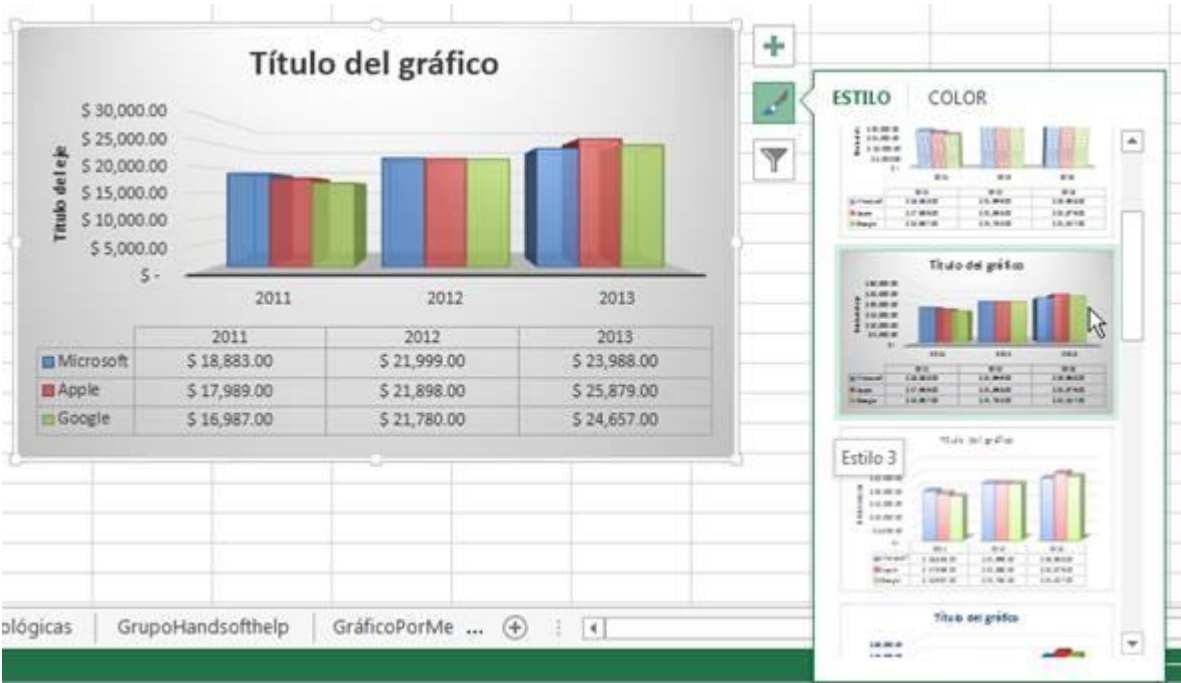 Título del gráfico
$ 30,000.00
$ 25,000.00
$ 20,000.00
$ 15,000.00
$ 10,000.00
$ 5,000.00
$ -
Título del eje
2011 2012 2013
2011 2012 2013
Microsoft $ 18,883.00 $ 21,999.00 $ 23,988.00
Apple $ 17,989.00 $ 21,898.00 $ 25,879.00
Google $ 16,987.00 $ 21,780.00 $ 24,657.00
ESTILO COLOR
Título del gráfico
Estilo 3
Título del gráfico
Título del gráfico
ológicas GrupoHandsofthelp GráficoPorMe ...